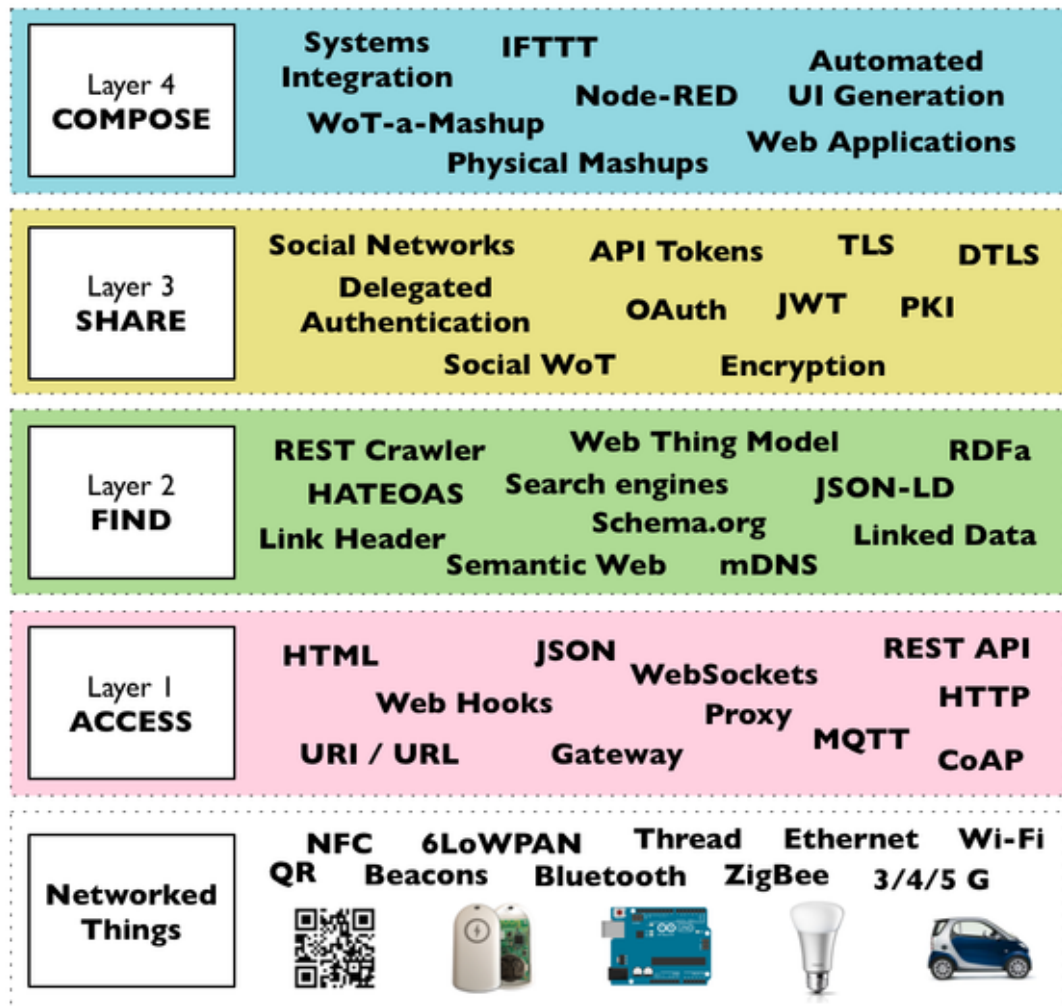 Layer 4
COMPOSE
Systems
Integration
IFTTT
Node-RED
Automated
UI Generation
WoT-a-Mashup
Physical Mashups
Web Applications
Layer 3
SHARE
Social Networks
API Tokens
TLS
DTLS
Delegated
Authentication
OAuth
JWT
PKI
Social WoT
Encryption
Layer 2
FIND
REST Crawler
Web Thing Model
RDFa
HATEOAS
Search engines
JSON-LD
Link Header
Schema.org
Linked Data
Semantic Web
mDNS
Layer 1
ACCESS
HTML
JSON
REST API
Web Hooks
WebSockets
HTTP
Proxy
URI / URL
Gateway
MQTT
CoAP
Networked
Things
NFC
6LoWPAN
Thread
Ethernet
Wi-Fi
QR
Beacons
Bluetooth
ZigBee
3/4/5 G